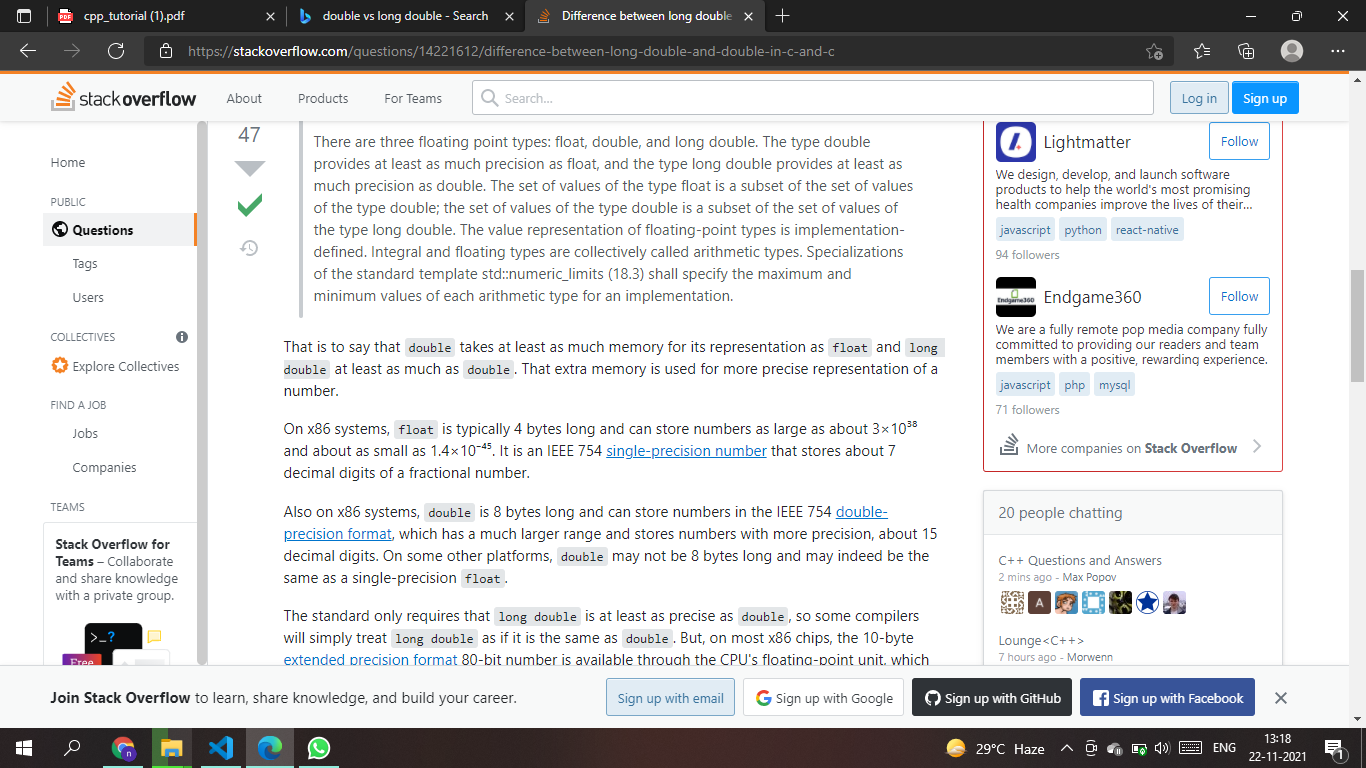 cpp_tutorial (1).pdf
double vs long double - Search
Difference between long double
https://stackoverflow.com/questions/14221612/difference-between-long-double-and-double-in-c-and-c
stack overflow
About
Products
For Teams
Search...
Log in
Sign up
Home
PUBLIC
Questions
Tags
Users
COLLECTIVES
Explore Collectives
FIND A JOB
Jobs
Companies
TEAMS
Stack Overflow for
Teams – Collaborate
and share knowledge
with a private group.
>_?
Free
47
There are three floating point types: float, double, and long double. The type double
provides at least as much precision as float, and the type long double provides at least as
much precision as double. The set of values of the type float is a subset of the set of values
of the type double; the set of values of the type double is a subset of the set of values of
the type long double. The value representation of floating-point types is implementation-
defined. Integral and floating types are collectively called arithmetic types. Specializations
of the standard template std::numeric_limits (18.3) shall specify the maximum and
minimum values of each arithmetic type for an implementation.
That is to say that double takes at least as much memory for its representation as float and long
double at least as much as double. That extra memory is used for more precise representation of a
number.
On x86 systems, float is typically 4 bytes long and can store numbers as large as about 3×10³⁸
and about as small as 1.4×10⁻⁴⁵. It is an IEEE 754 single-precision number that stores about 7
decimal digits of a fractional number.
Also on x86 systems, double is 8 bytes long and can store numbers in the IEEE 754 double-
precision format, which has a much larger range and stores numbers with more precision, about 15
decimal digits. On some other platforms, double may not be 8 bytes long and may indeed be the
same as a single-precision float.
The standard only requires that long double is at least as precise as double, so some compilers
will simply treat long double as if it is the same as double. But, on most x86 chips, the 10-byte
extended precision format 80-bit number is available through the CPU's floating-point unit, which
Lightmatter
Follow
We design, develop, and launch software
products to help the world's most promising
health companies improve the lives of their...
javascript python react-native
94 followers
Endgame360
Endgame360
Follow
We are a fully remote pop media company fully
committed to providing our readers and team
members with a positive, rewarding experience.
javascript php mysql
71 followers
More companies on Stack Overflow
20 people chatting
C++ Questions and Answers
2 mins ago - Max Popov
A
Lounge<C++>
7 hours ago - Morwenn
Join Stack Overflow to learn, share knowledge, and build your career.
Sign up with email
Sign up with Google
Sign up with GitHub
Sign up with Facebook
29°C Haze
ENG
13:18
22-11-2021
1